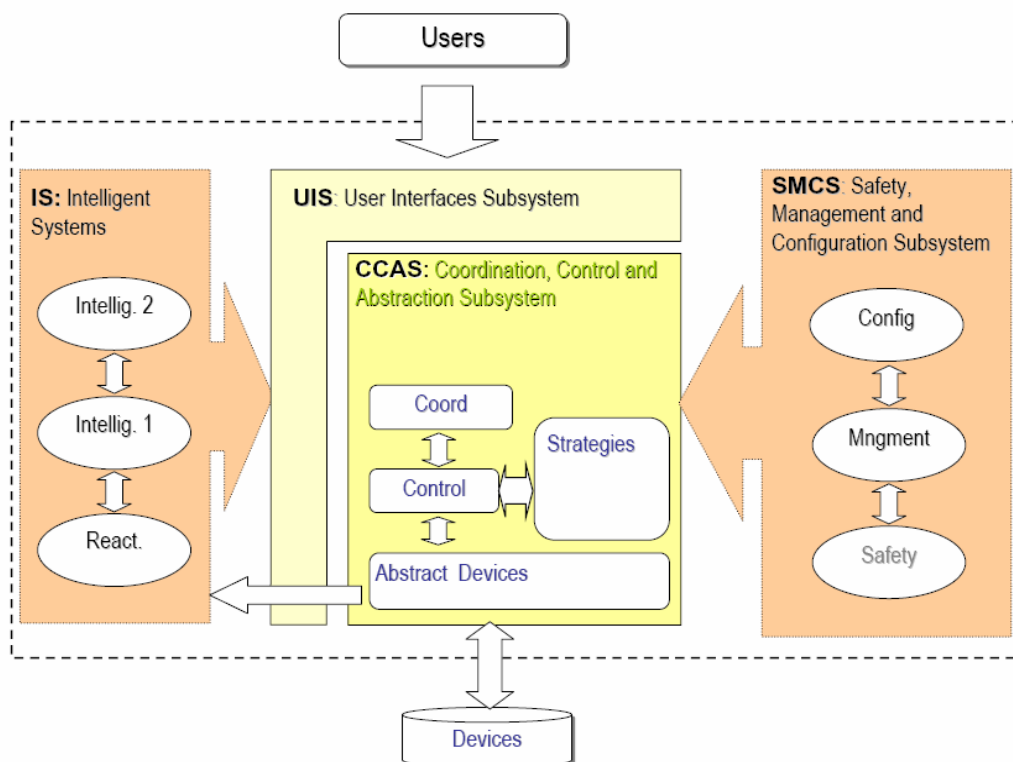 Users
IS: Intelligent
Systems
Intellig. 2
Intellig. 1
React.
UIS: User Interfaces Subsystem
CCAS: Coordination, Control and
Abstraction Subsystem
Coord
Control
Strategies
Abstract Devices
SMCS: Safety,
Management and
Configuration Subsystem
Config
Mngment
Safety
Devices